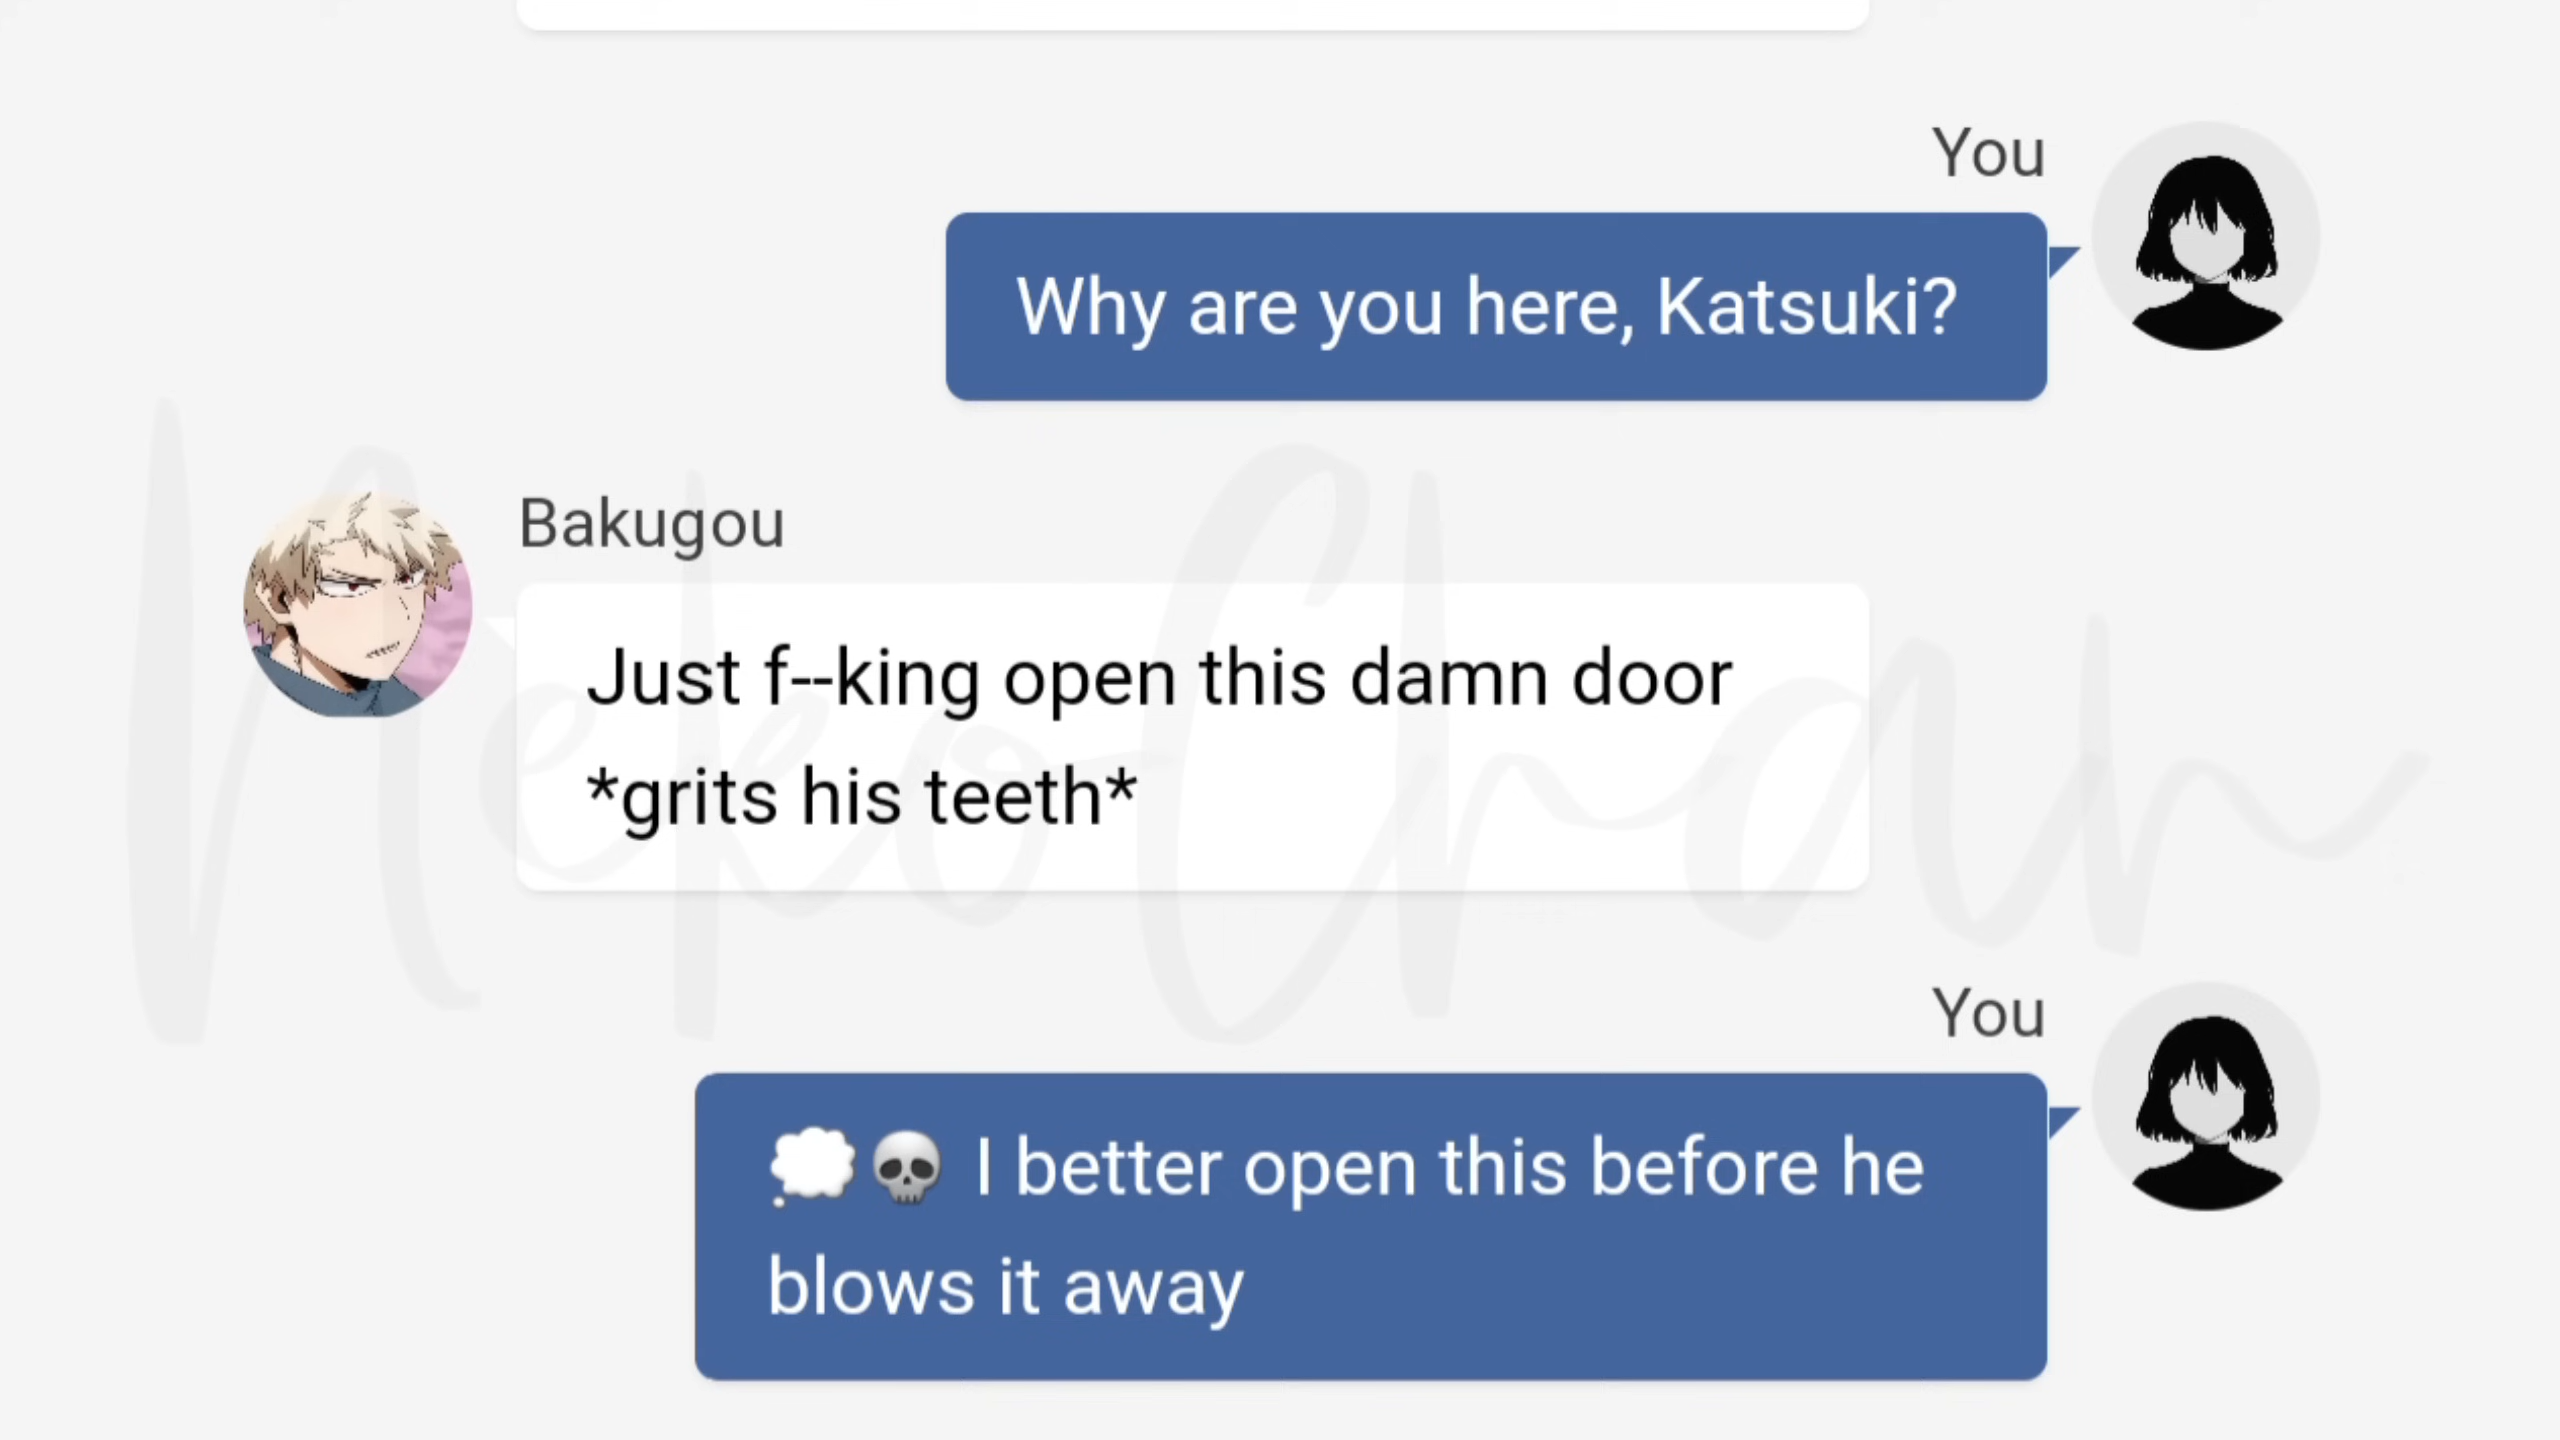 You
Why are you here, Katsuki?
Bakugou
Just f--king open this damn door
*grits his teeth*
NekoChan
You
💭💀 I better open this before he
blows it away